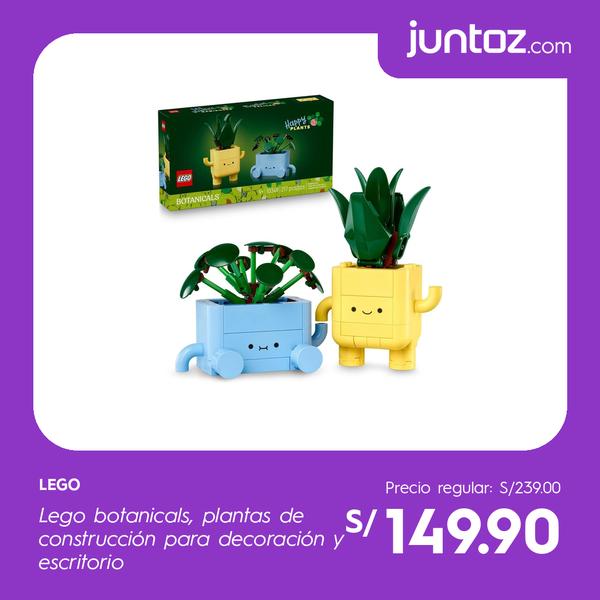 juntoz.com
Happy
PLANTS
LEGO
BOTANICALS
LEGO
Lego botanicals, plantas de
construcción para decoración y
escritorio
Precio regular: S/239.00
S/149.90